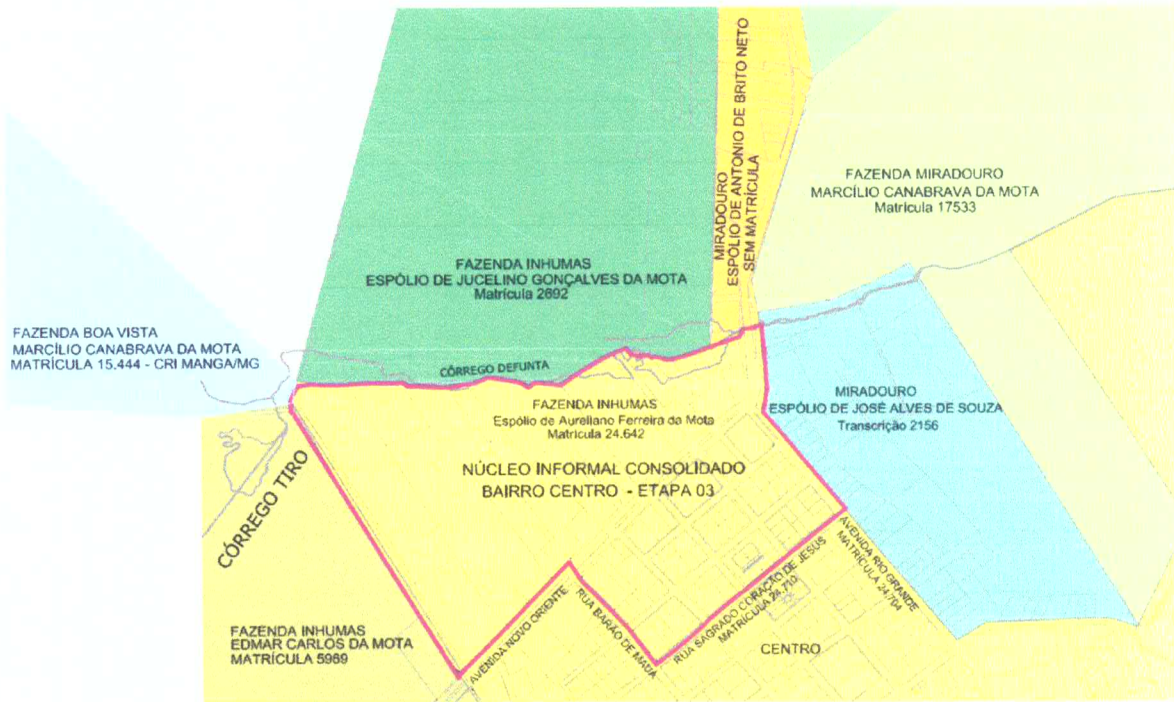 MIRADOURO
ESPÓLIO DE ANTONIO DE BRITO NETO
SEM MATRÍCULA
FAZENDA MIRADOURO
MARCÍLIO CANABRAVA DA MOTA
Matrícula 17533
FAZENDA INHUMAS
ESPÓLIO DE JUCELINO GONÇALVES DA MOTA
Matrícula 2692
FAZENDA BOA VISTA
MARCÍLIO CANABRAVA DA MOTA
MATRÍCULA 15.444 - CRI MANGA/MG
CÓRREGO DEFUNTA
MIRADOURO
ESPÓLIO DE JOSÉ ALVES DE SOUZA
Transcrição 2156
FAZENDA INHUMAS
Espólio de Aureliano Ferreira da Mota
Matrícula 24.642
NÚCLEO INFORMAL CONSOLIDADO
BAIRRO CENTRO - ETAPA 03
CÓRREGO TIRO
AVENIDA RIO GRANDE
MATRÍCULA 24.704
RUA SAGRADO CORAÇÃO DE JESUS
MATRÍCULA 24.710
RUA BARÃO DE MAUÁ
AVENIDA NOVO ORIENTE
FAZENDA INHUMAS
EDMAR CARLOS DA MOTA
MATRÍCULA 5969
CENTRO